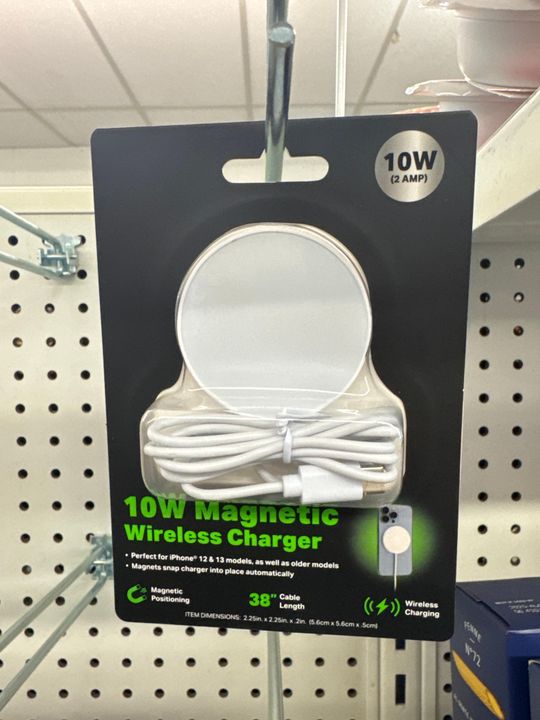 10W
(2 AMP)
10W Magnetic
Wireless Charger
• Perfect for iPhone® 12 & 13 models, as well as older models
• Magnets snap charger into place automatically
Magnetic
Positioning
38" Cable
Length
Wireless
Charging
ITEM DIMENSIONS: 2.25in. x 2.25in. x .2in. (5.6cm x 5.6cm x .5cm)
N°72